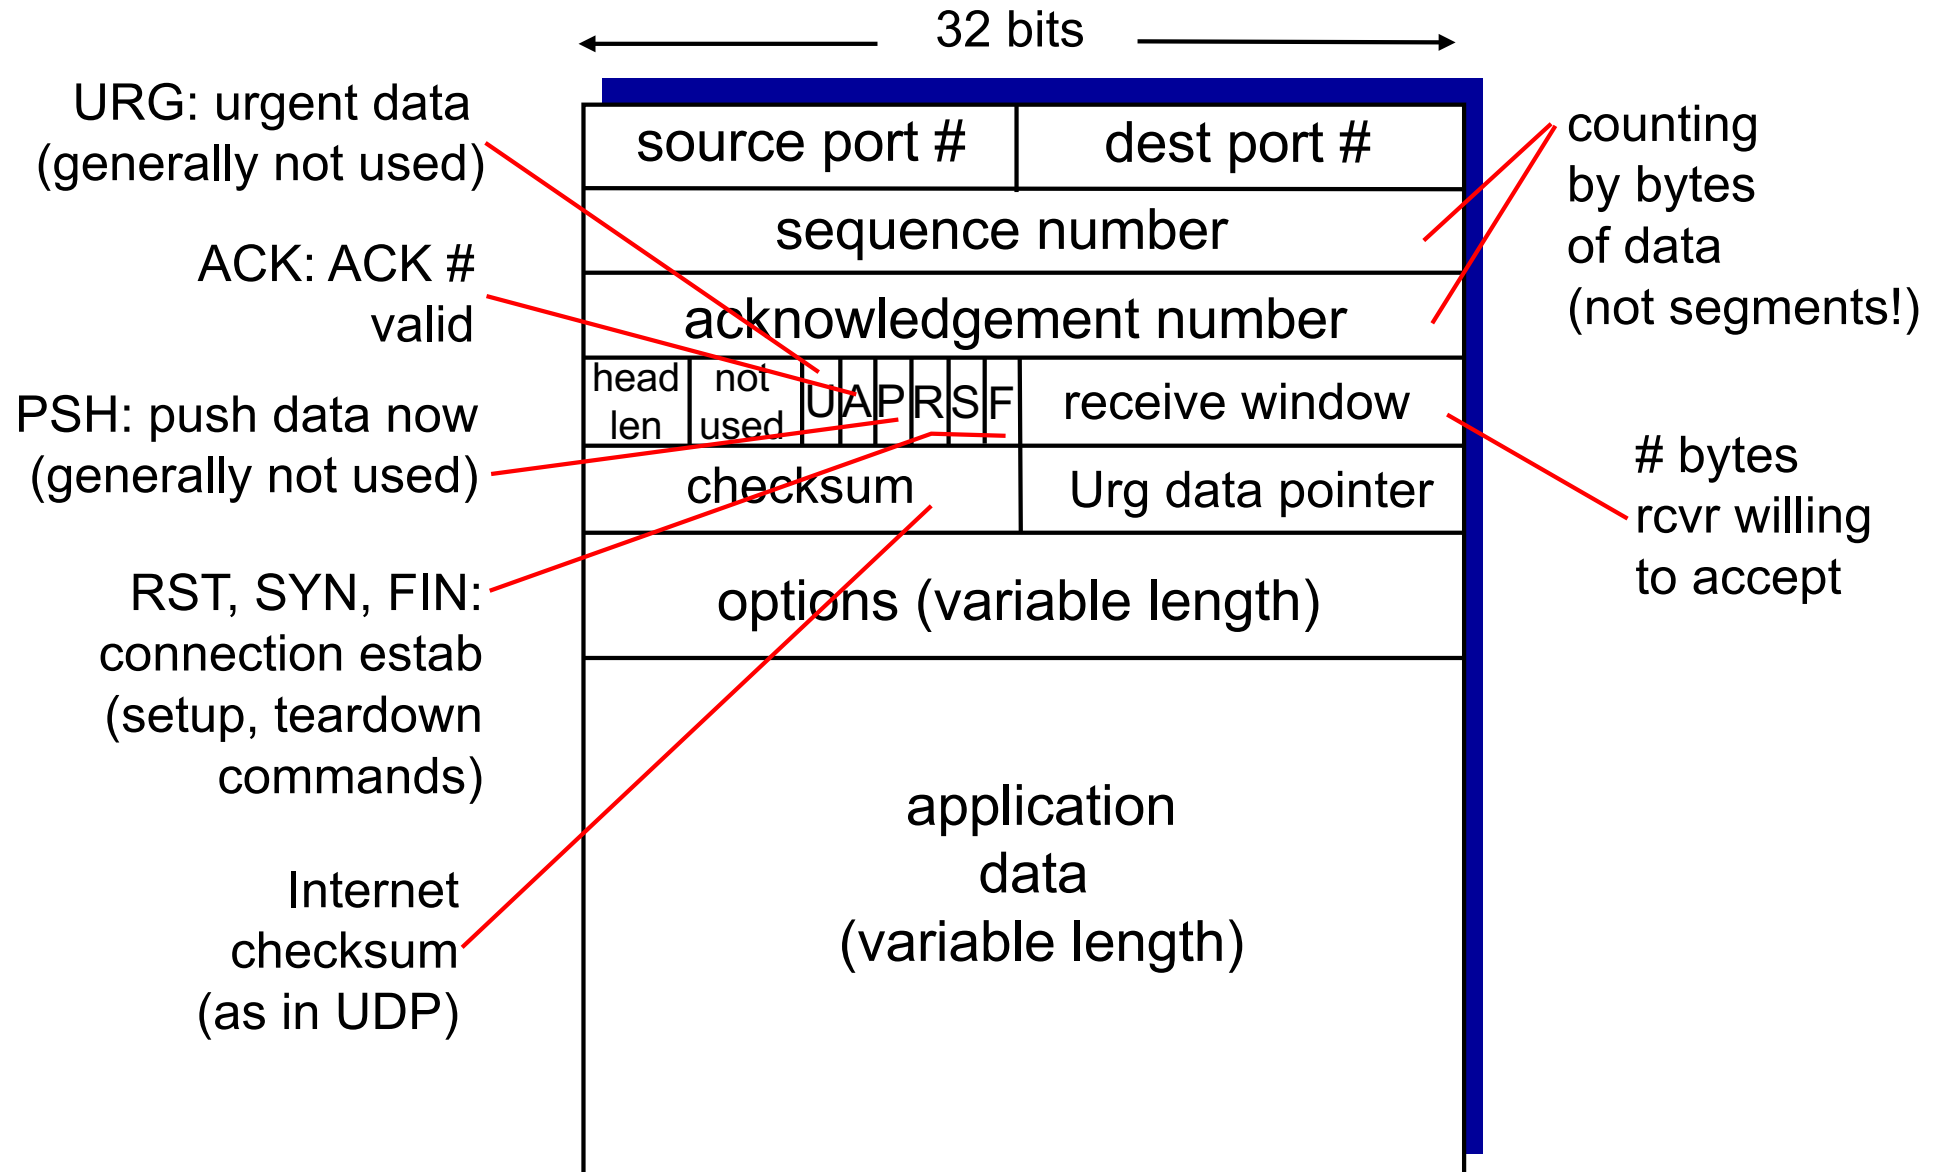 32 bits
URG: urgent data
(generally not used)
ACK: ACK #
valid
PSH: push data now
(generally not used)
RST, SYN, FIN:
connection estab
(setup, teardown
commands)
Internet
checksum
(as in UDP)
source port #
dest port #
sequence number
acknowledgement number
head
len
not
used
U
A
P
R
S
F
receive window
checksum
Urg data pointer
options (variable length)
application
data
(variable length)
counting
by bytes
of data
(not segments!)
# bytes
rcvr willing
to accept